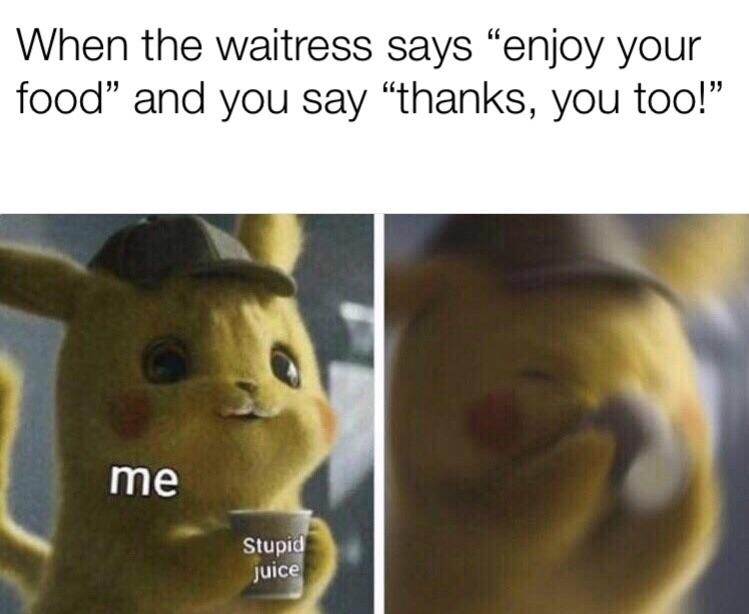 When the waitress says “enjoy your
food” and you say “thanks, you too!”
me
Stupid
juice